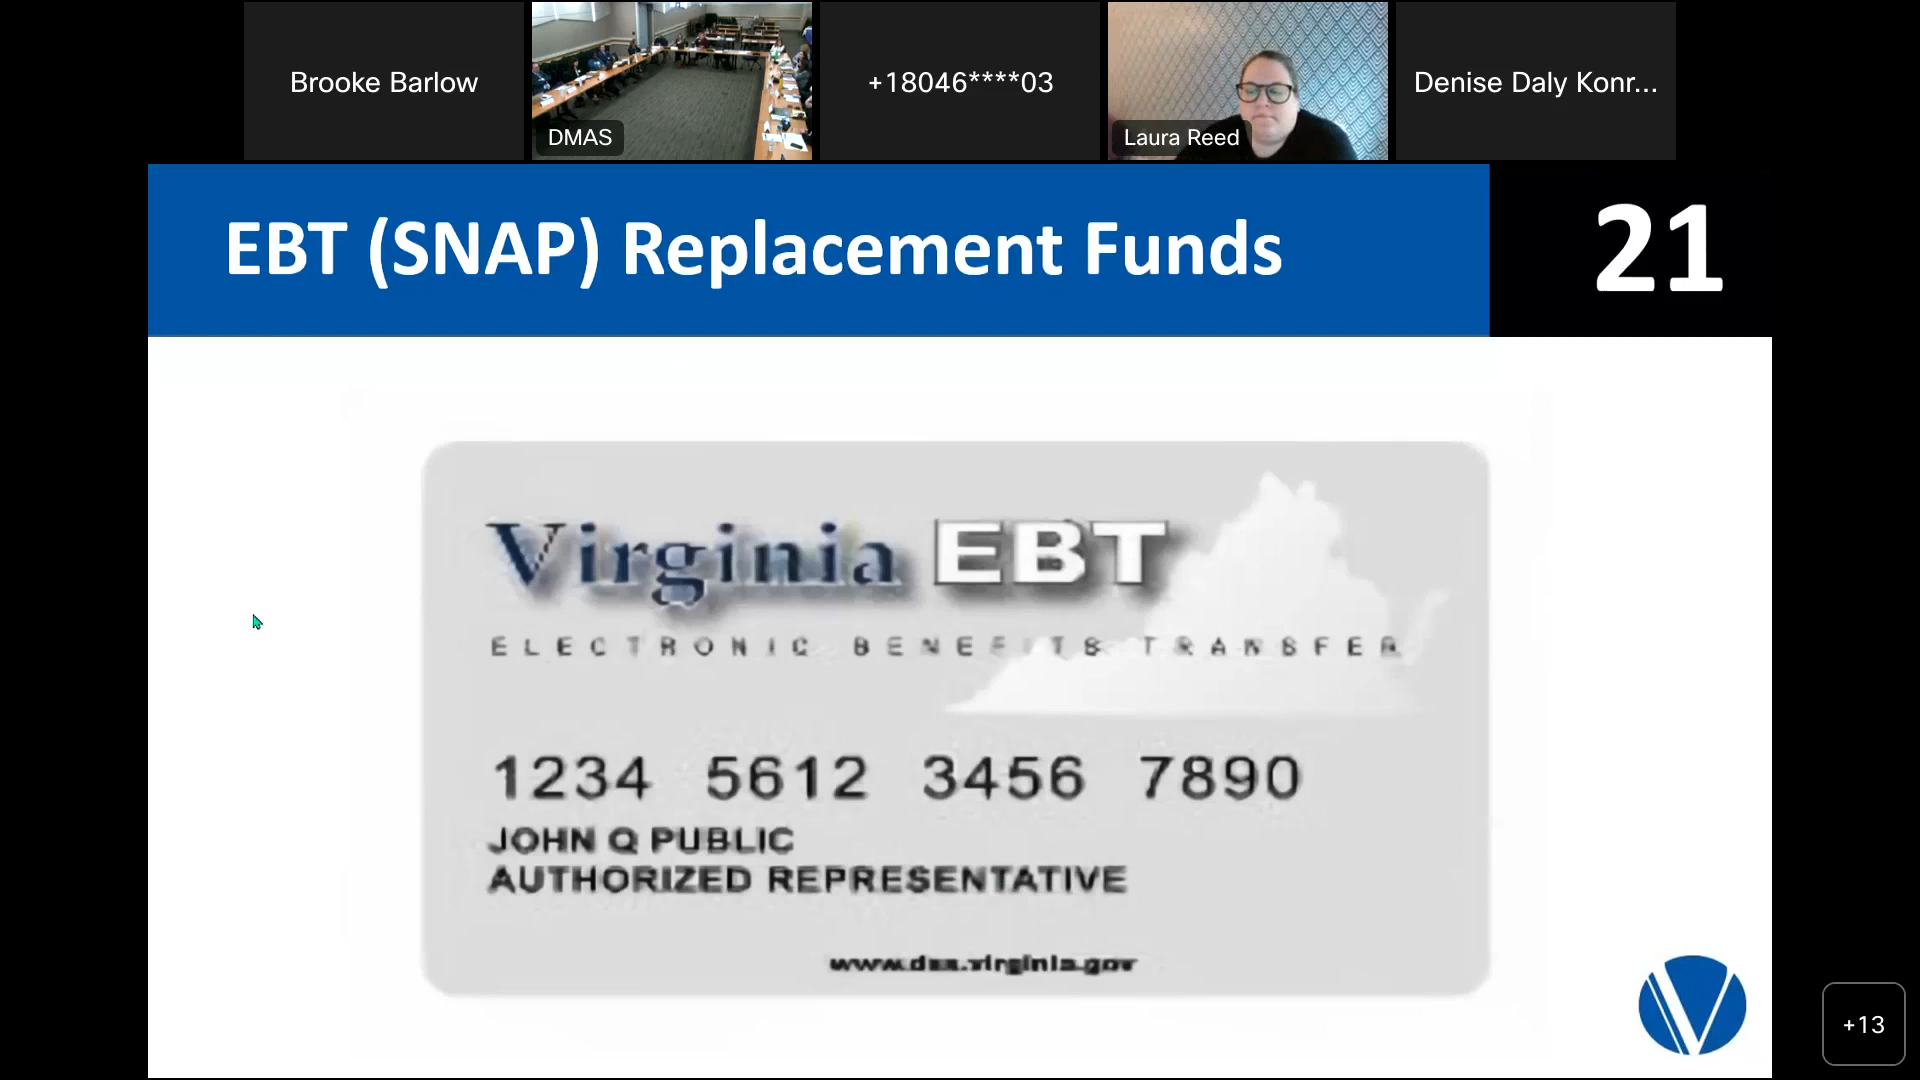 Brooke Barlow
DMAS
+18046****03
Laura Reed
Denise Daly Konr...
EBT (SNAP) Replacement Funds
21
Virginia EBT
ELECTRONIC BENEFITS TRANSFER
1234 5612 3456 7890
JOHN Q PUBLIC
AUTHORIZED REPRESENTATIVE
www.dss.virginia.gov
+13